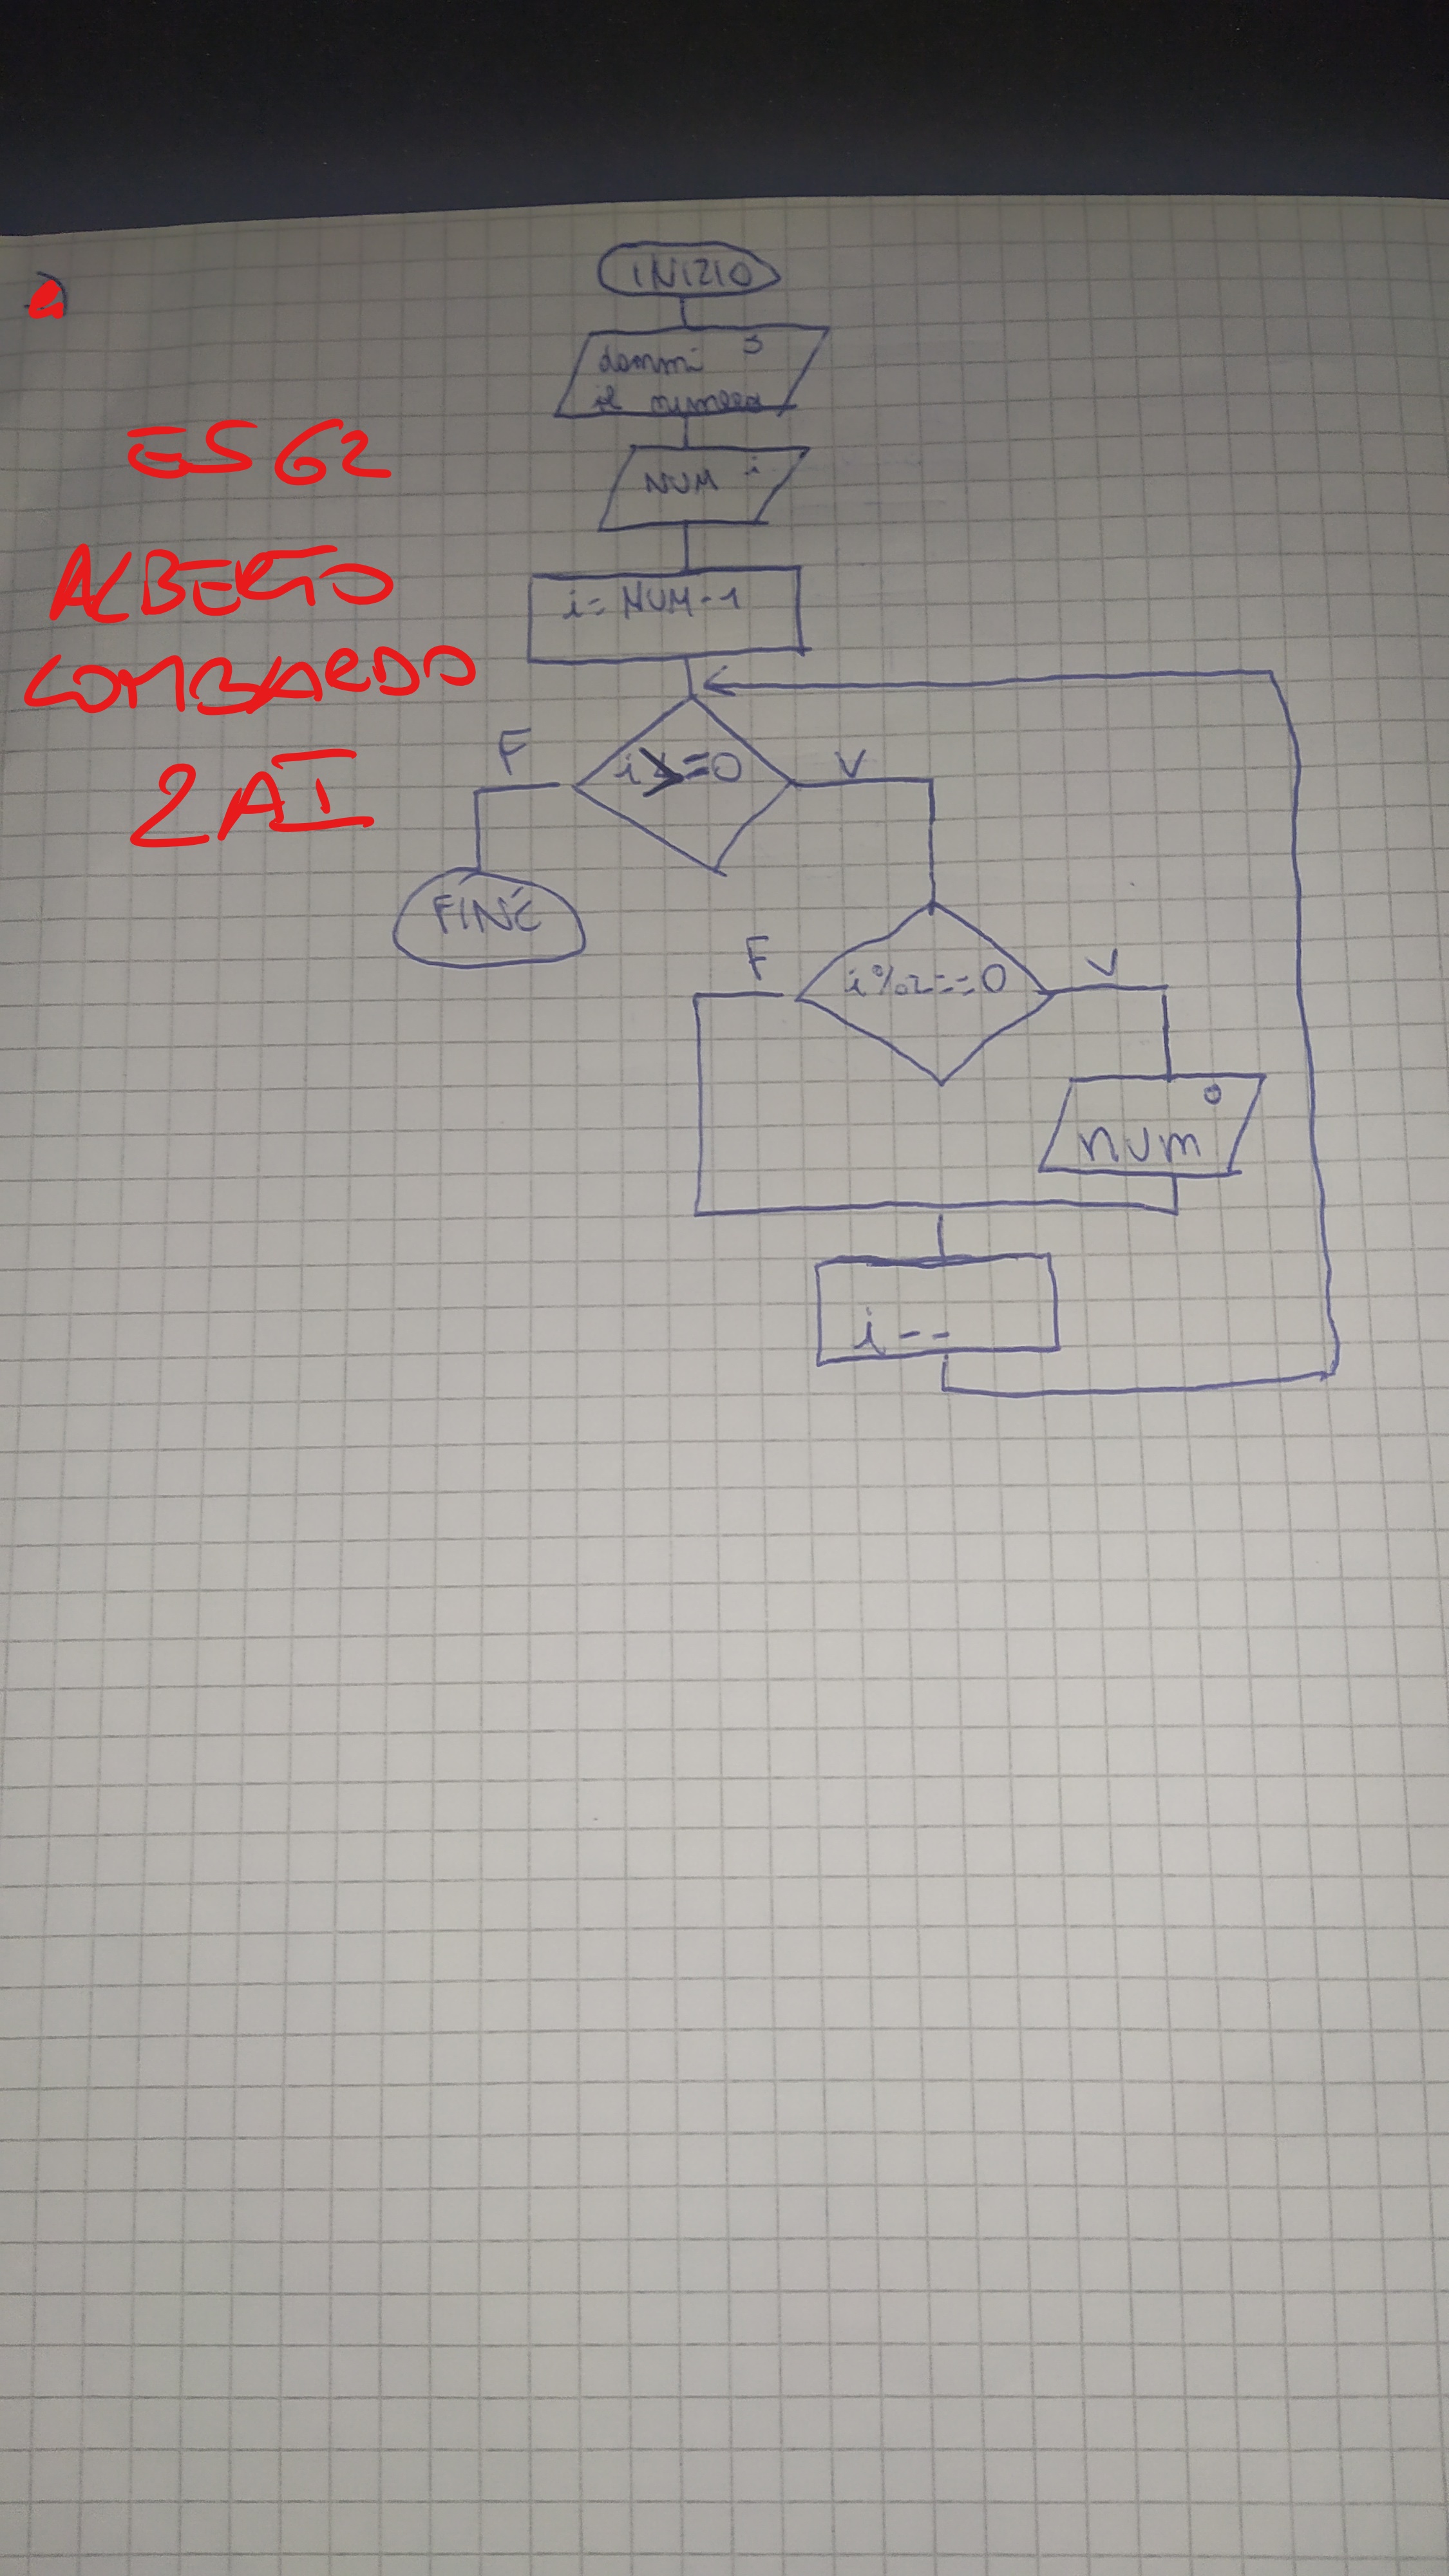 INIZIO
dammi
il numero
NUM i
i = NUM - 1
F i>=0 V
FINE
F i%2==0 V
o
num
i--
ES 62
ALBERTO
LOMBARDO
2AI